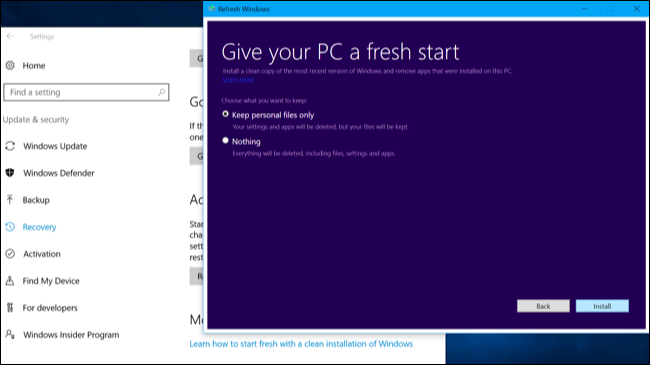 Refresh Windows
Settings
Home
Find a setting
Update & security
Windows Update
Windows Defender
Backup
Recovery
Activation
Find My Device
For developers
Windows Insider Program
G
Go
If th
one
G
Ad
Star
cha
sett
rest
R
Mo
Learn how to start fresh with a clean installation of Windows
Give your PC a fresh start
Install a clean copy of the most recent version of Windows and remove apps that were installed on this PC.
Learn more
Choose what you want to keep:
Keep personal files only
Your settings and apps will be deleted, but your files will be kept.
Nothing
Everything will be deleted, including files, settings and apps.
Back
Install